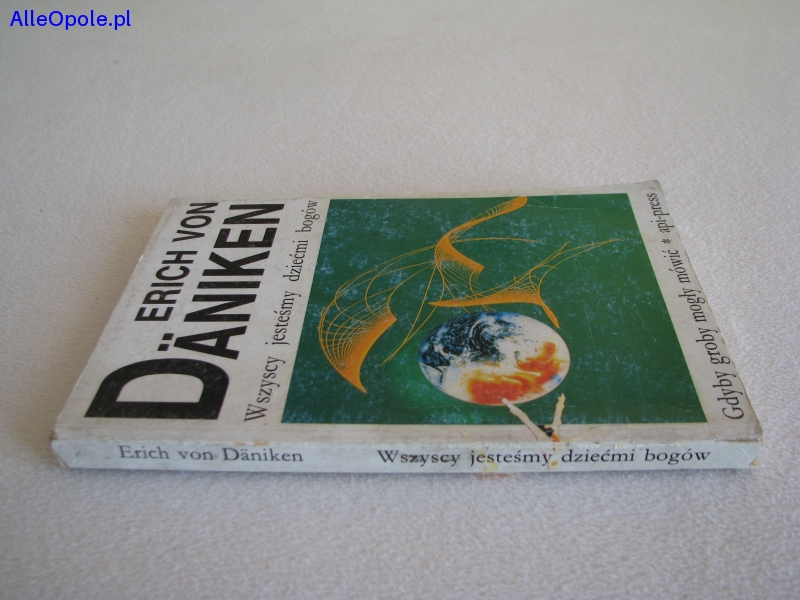 AlleOpole.pl
ERICH VON
DÄNIKEN
Wszyscy jesteśmy dziećmi bogów
Gdyby groby mogły mówić * api-press
Erich von Däniken Wszyscy jesteśmy dziećmi bogów